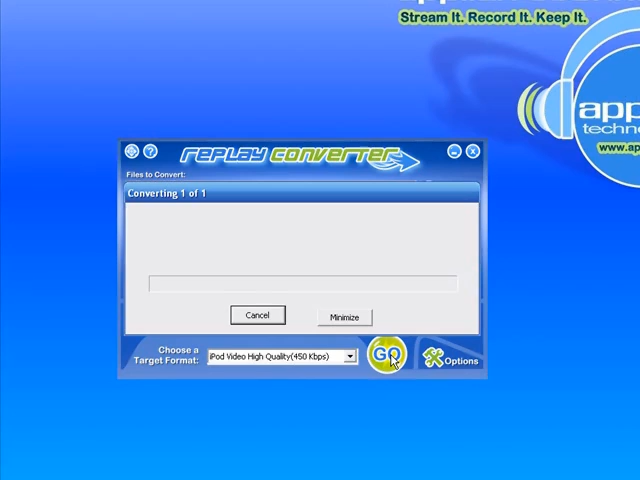 Stream It. Record It. Keep It.
app
techno
www.ap
replay converter
Files to Convert:
Converting 1 of 1
Cancel
Minimize
Choose a
Target Format:
iPod Video High Quality(450 Kbps)
GO
Options